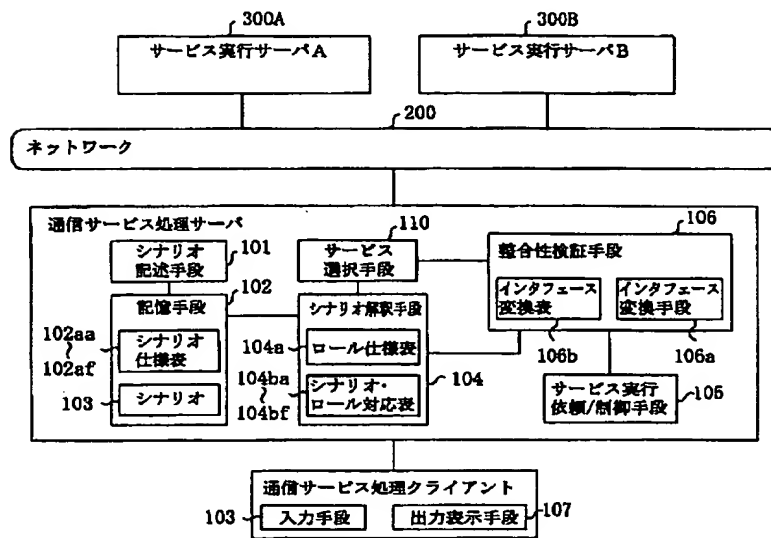 300A
300B
サービス実行サーバA
サービス実行サーバB
200
ネットワーク
通信サービス処理サーバ
110
106
シナリオ
記述手段
101
サービス
選択手段
整合性検証手段
記憶手段
102
シナリオ解釈手段
インタフェース
変換表
インタフェース
変換手段
102aa
～
102af
シナリオ
仕様表
104a
ロール仕様表
106b
106a
103
シナリオ
104ba
～
104bf
シナリオ・
ロール対応表
104
サービス実行
依頼/制御手段
105
通信サービス処理クライアント
103
入力手段
出力表示手段
107